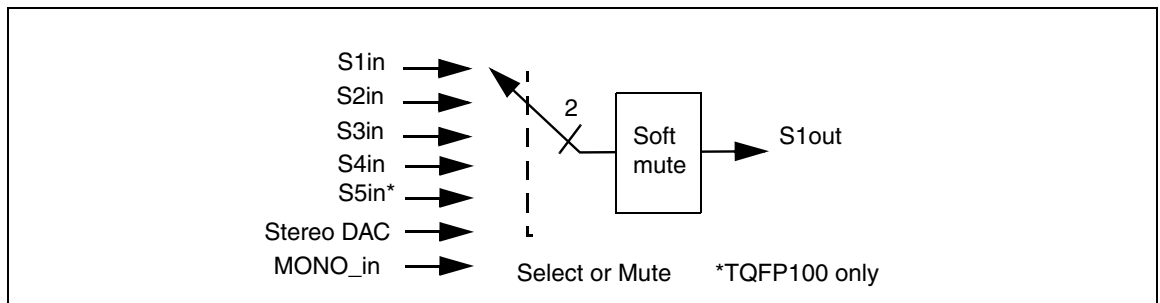 S1in
S2in
S3in
S4in
S5in*
Stereo DAC
MONO_in
2
Soft
mute
S1out
Select or Mute
*TQFP100 only